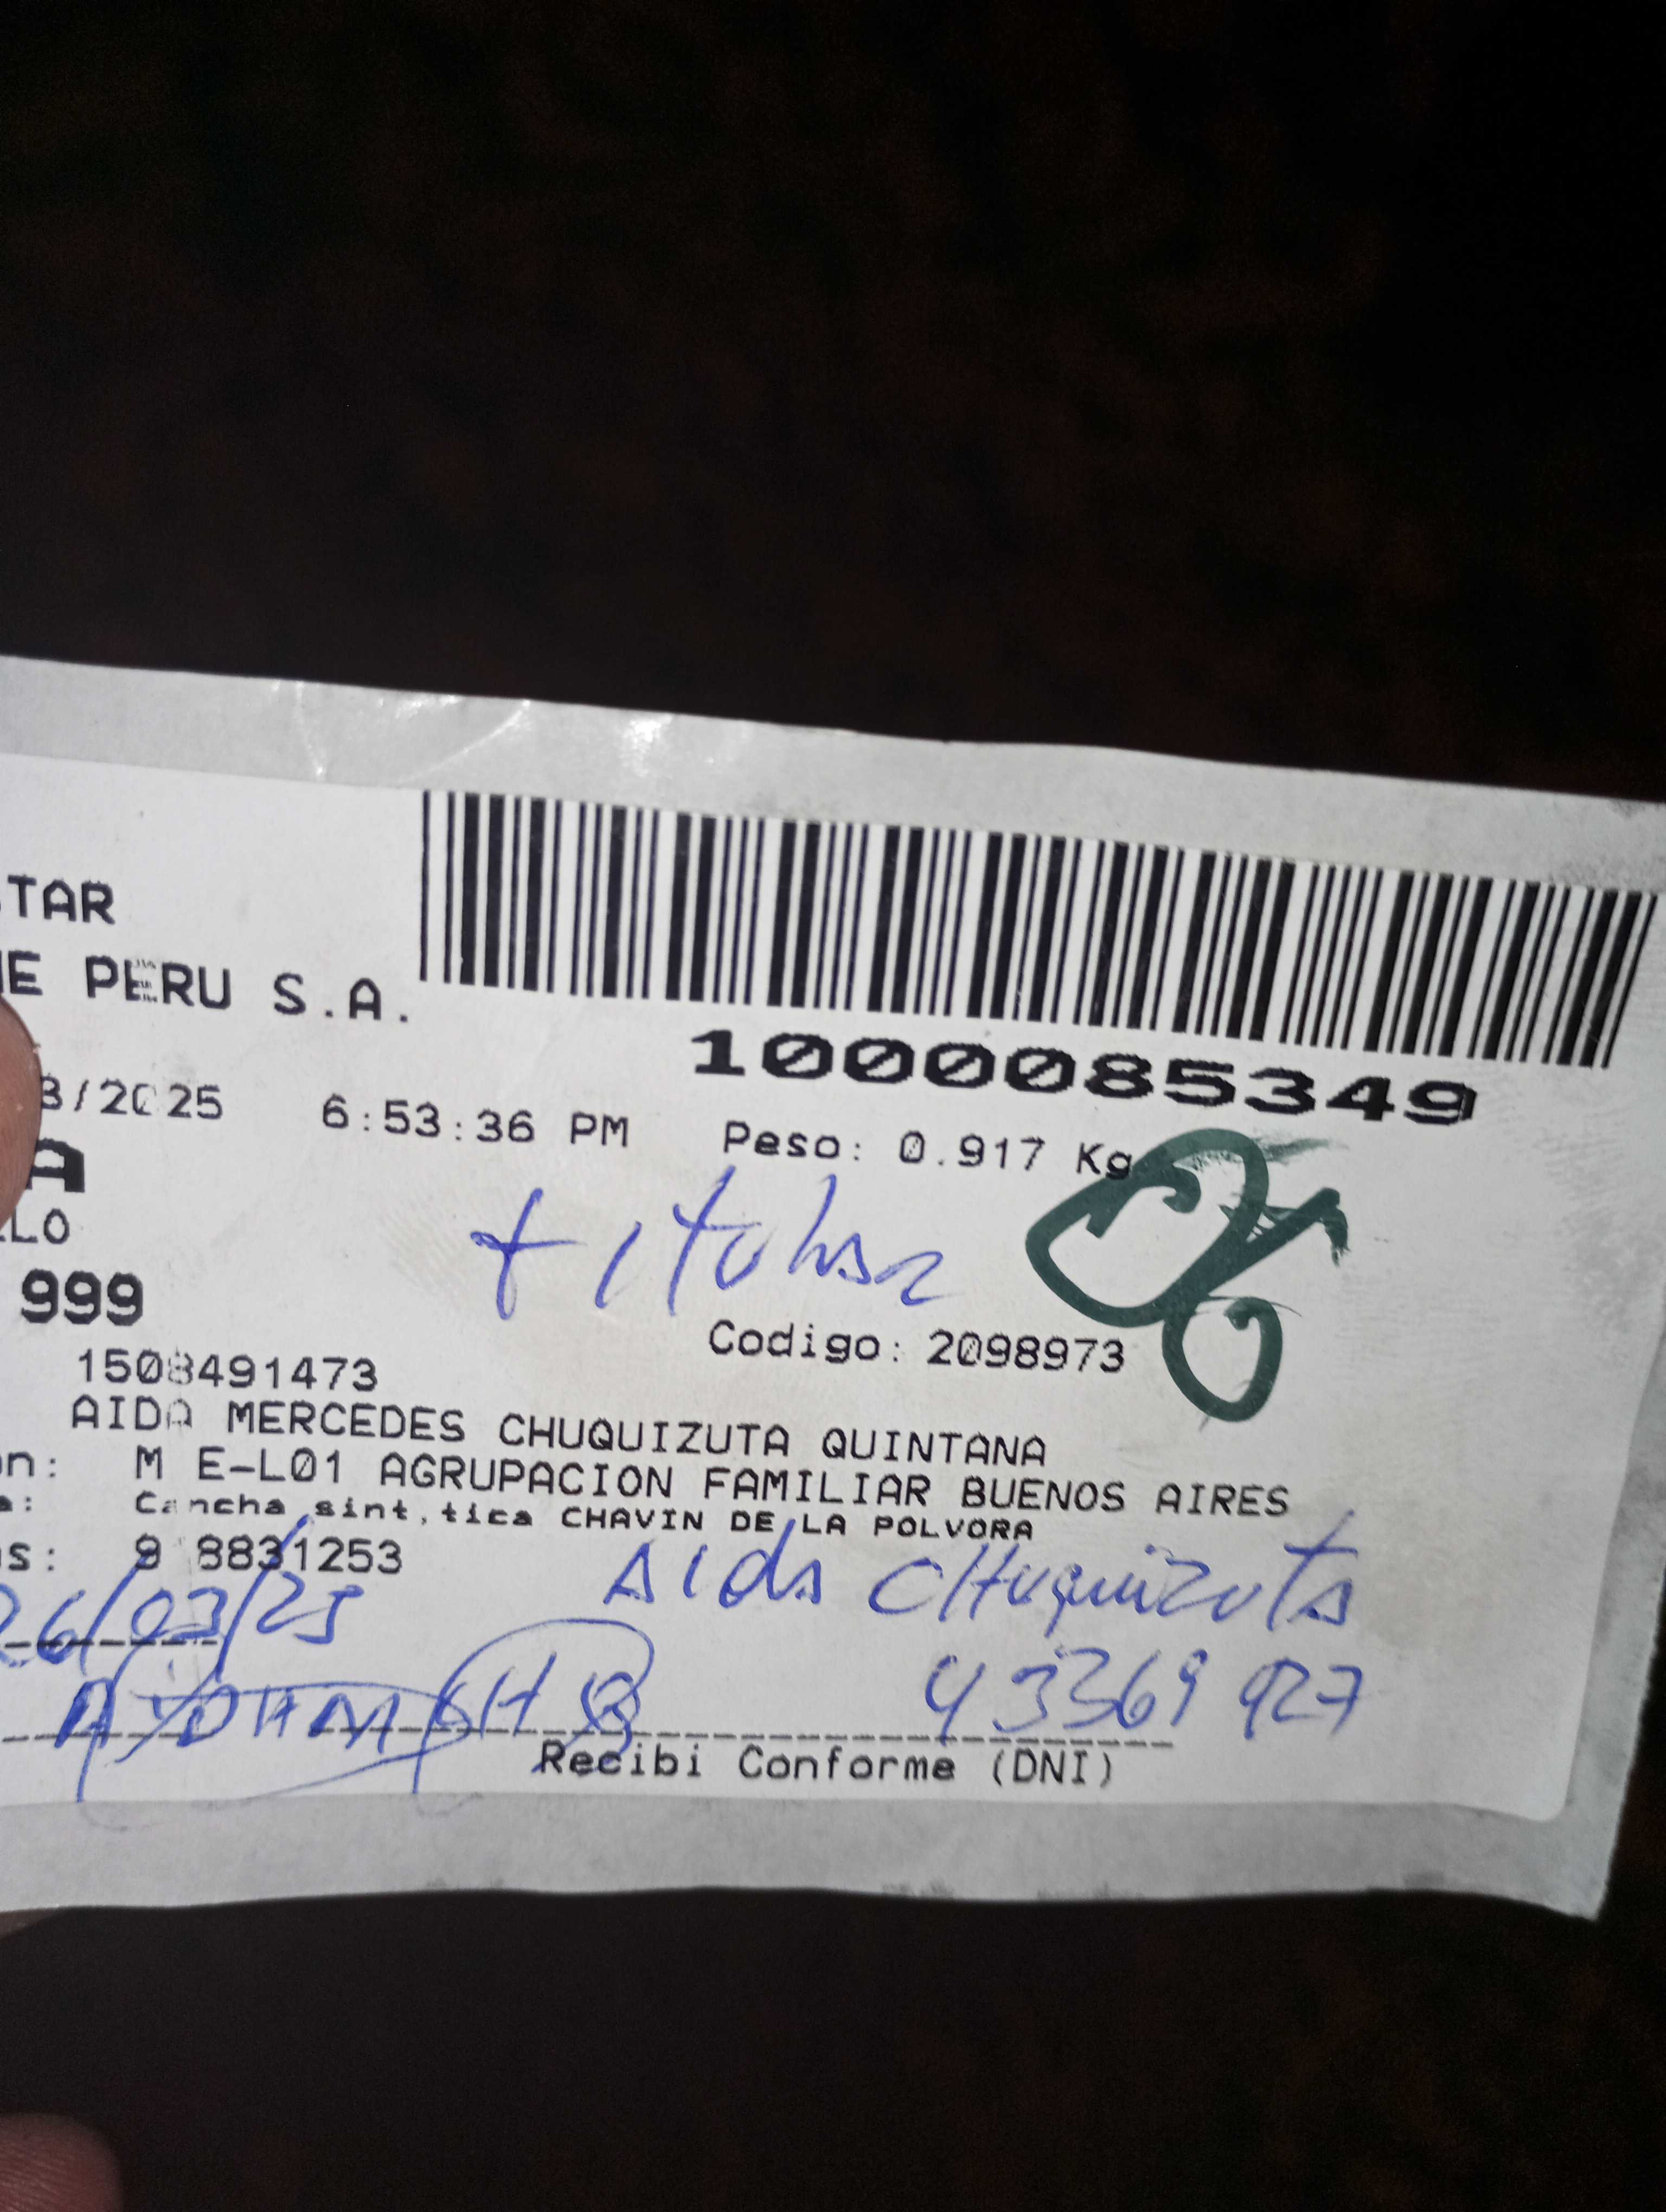 TAR
E PERU S.A.
1000085349
3/2025 6:53:36 PM Peso: 0.917 Kg
A
LO
titular
999
Codigo: 2098973
1508491473
AIDA MERCEDES CHUQUIZUTA QUINTANA
n: M E-L01 AGRUPACION FAMILIAR BUENOS AIRES
a: Cancha sint,tica CHAVIN DE LA POLVORA
s: 9 8831253
26/03/25
Aida CHuquizuta
43369927
Recibi Conforme (DNI)